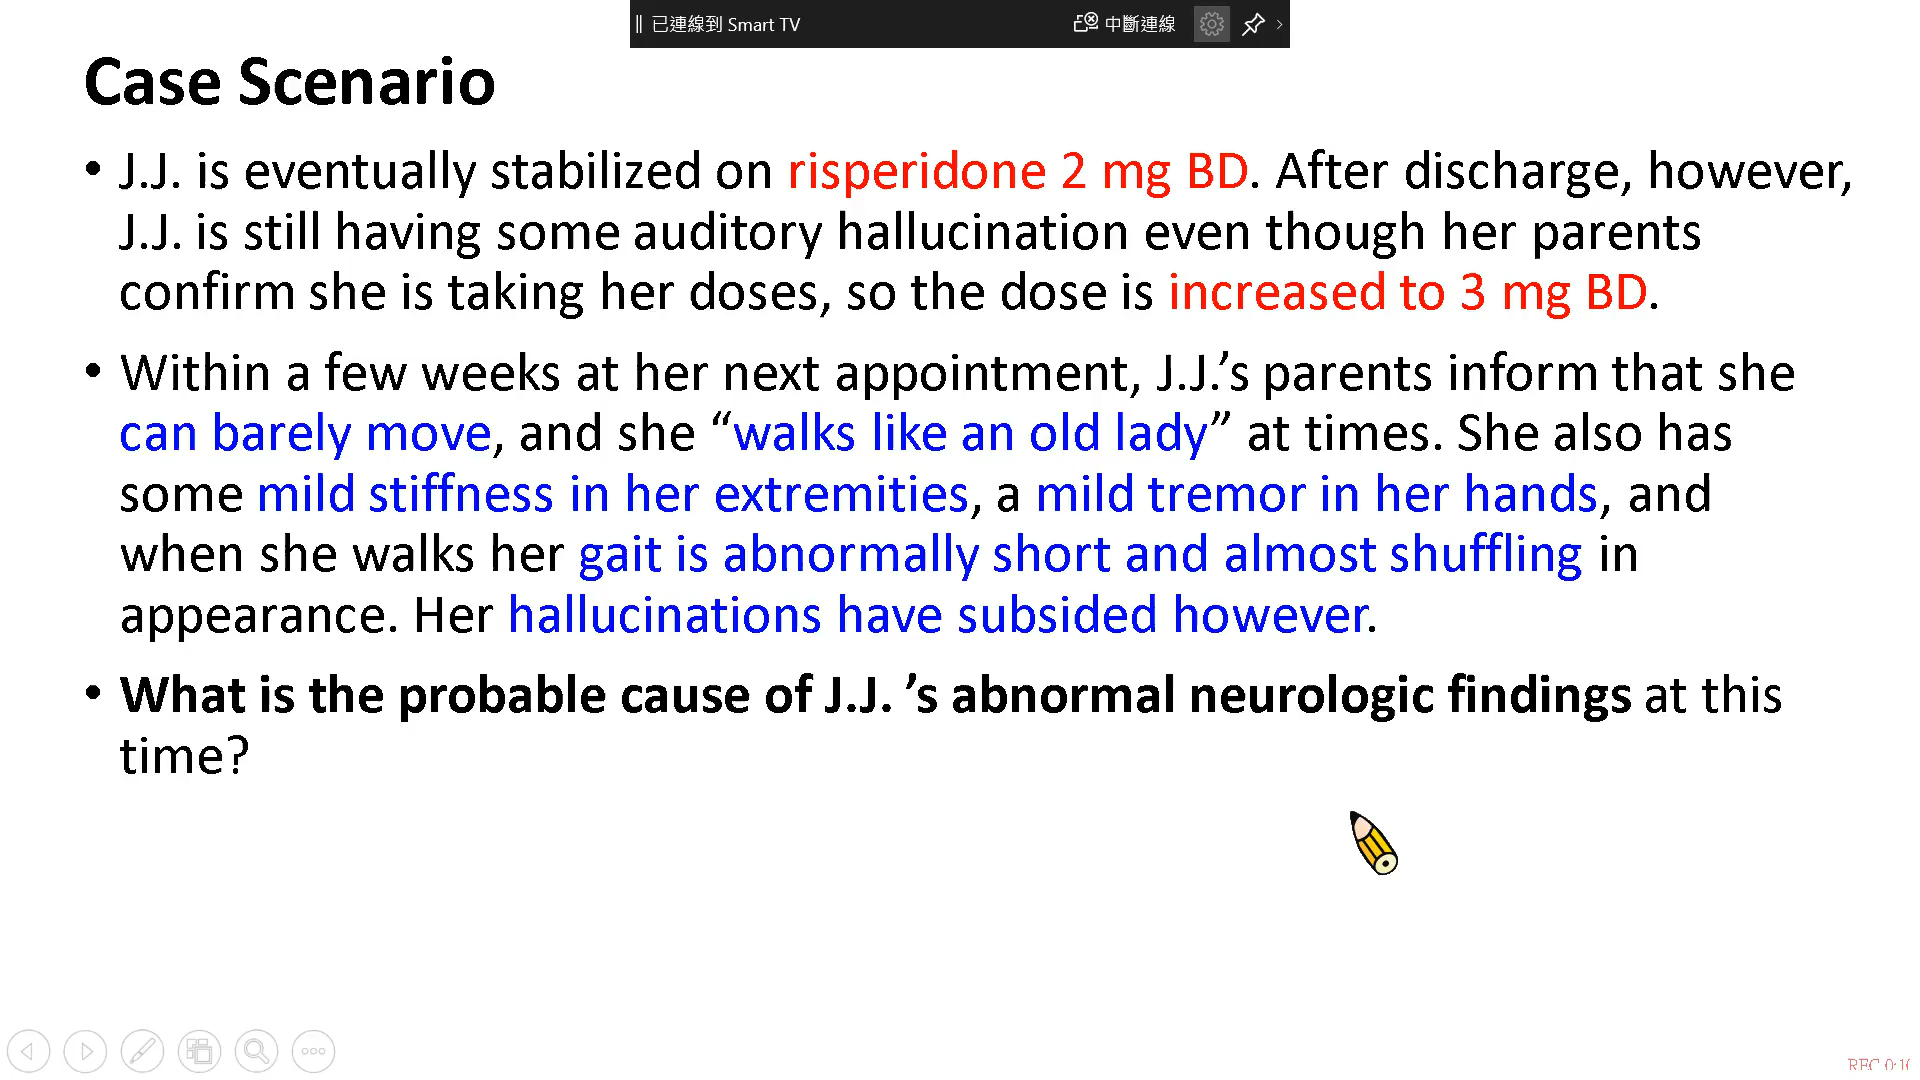 已連線到 Smart TV
中斷連線
Case Scenario
• J.J. is eventually stabilized on risperidone 2 mg BD. After discharge, however,
J.J. is still having some auditory hallucination even though her parents
confirm she is taking her doses, so the dose is increased to 3 mg BD.
• Within a few weeks at her next appointment, J.J.’s parents inform that she
can barely move, and she “walks like an old lady” at times. She also has
some mild stiffness in her extremities, a mild tremor in her hands, and
when she walks her gait is abnormally short and almost shuffling in
appearance. Her hallucinations have subsided however.
• What is the probable cause of J.J. ’s abnormal neurologic findings at this
time?